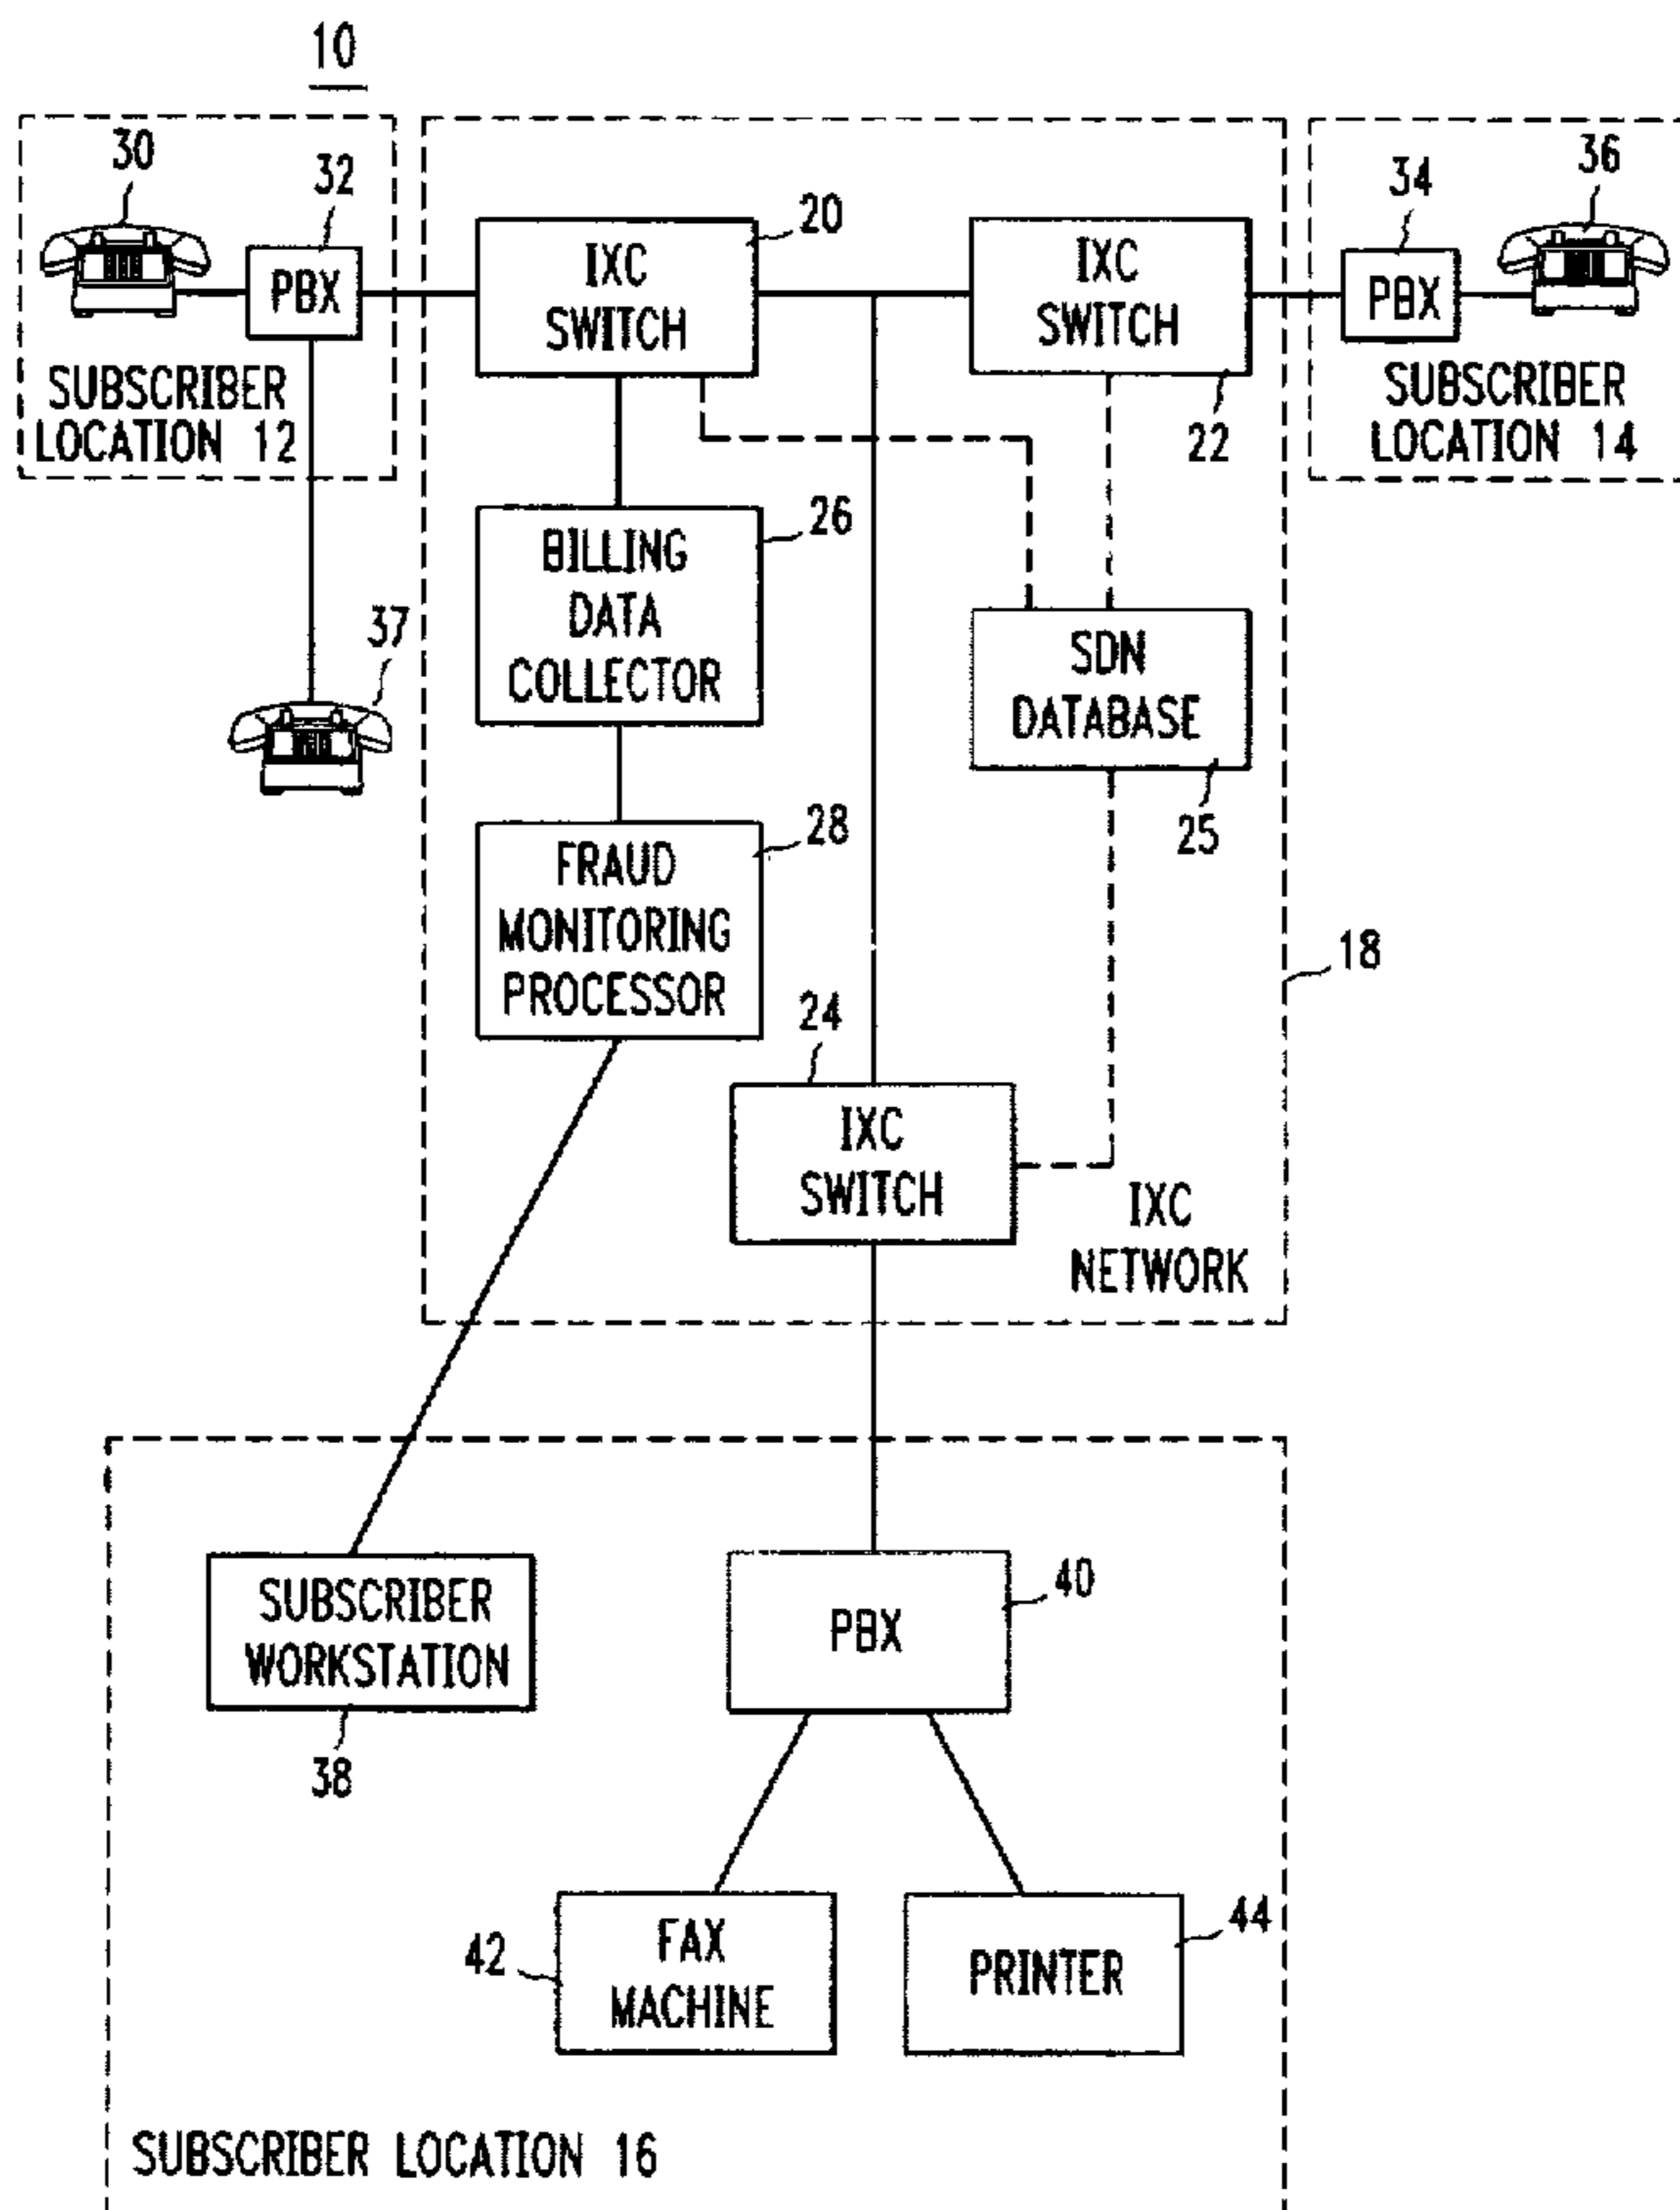 10
30
32
PBX
SUBSCRIBER
LOCATION 12
37
20
IXC
SWITCH
IXC
SWITCH
22
34
PBX
36
SUBSCRIBER
LOCATION 14
26
BILLING
DATA
COLLECTOR
SDN
DATABASE
25
28
FRAUD
MONITORING
PROCESSOR
18
24
IXC
SWITCH
IXC
NETWORK
SUBSCRIBER
WORKSTATION
38
40
PBX
42
FAX
MACHINE
44
PRINTER
SUBSCRIBER LOCATION 16